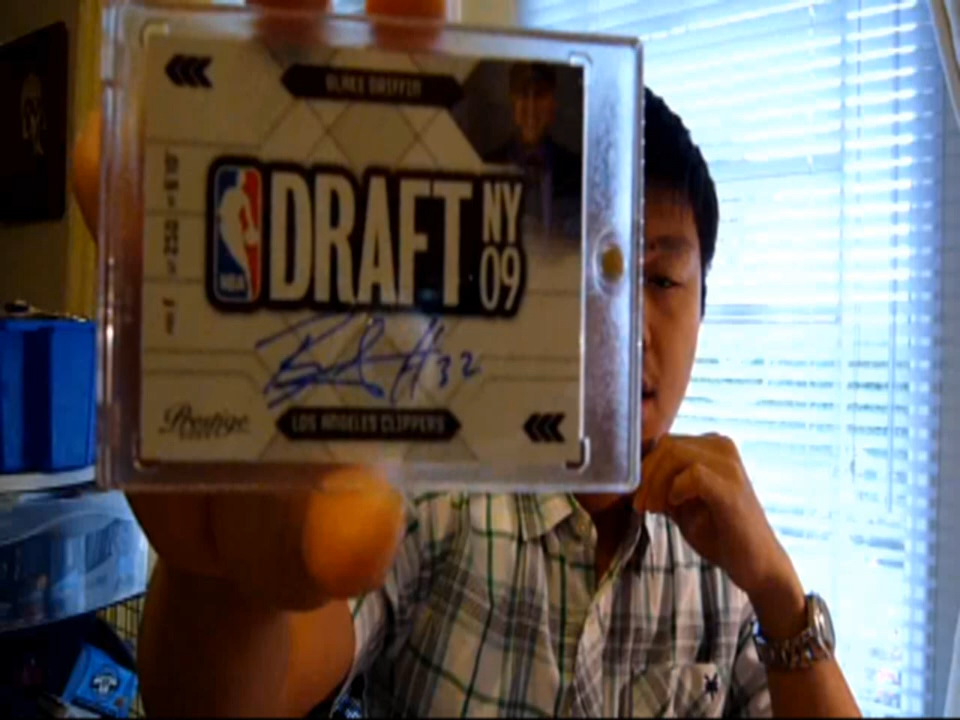 BLAKE GRIFFIN
DRAFT
NY
09
NBA
#32
Prestige
LOS ANGELES CLIPPERS